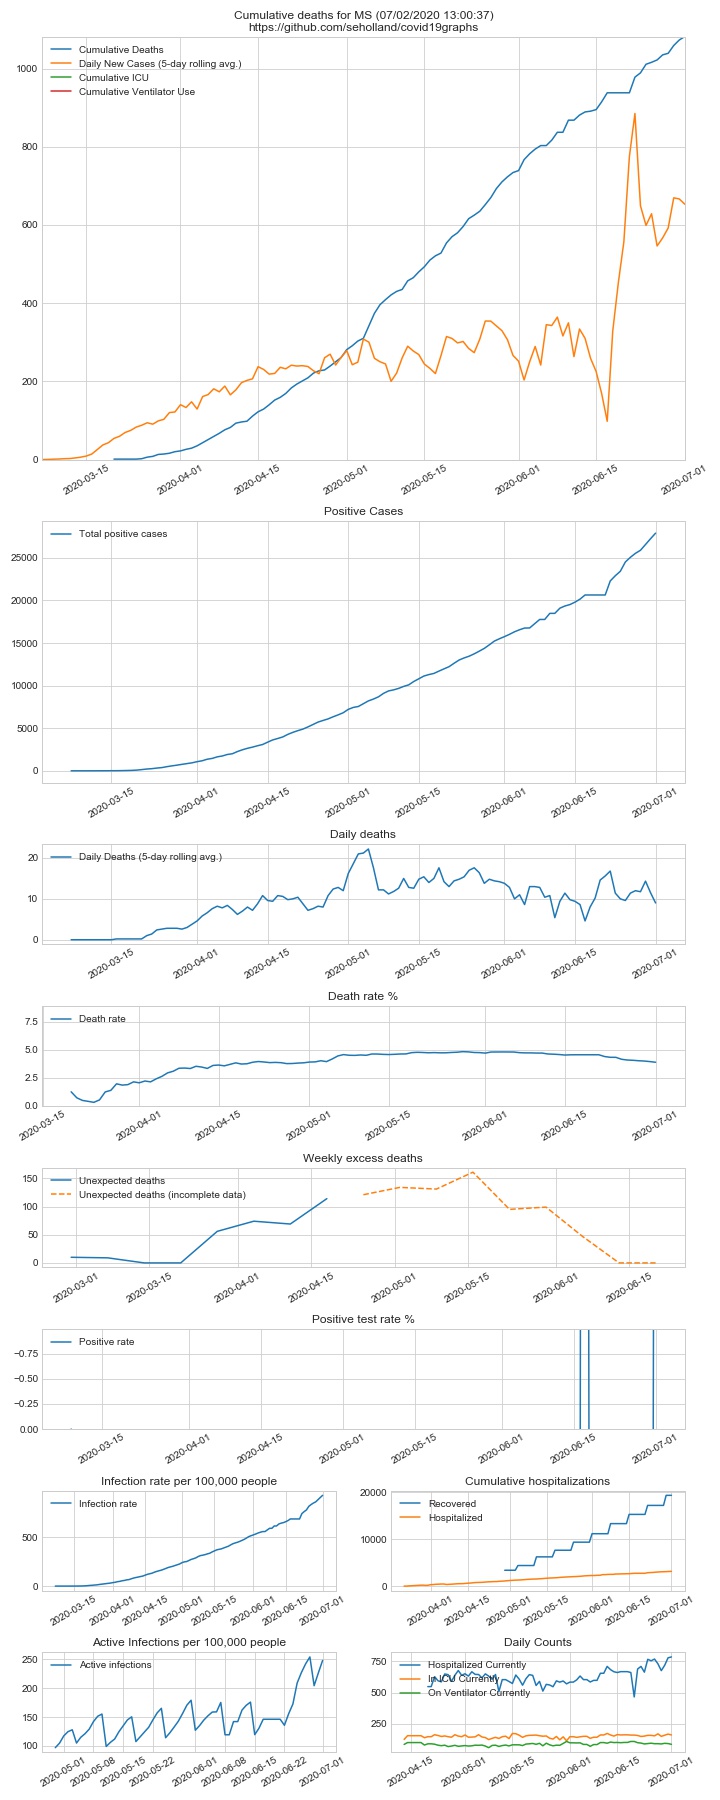 Cumulative deaths for MS (07/02/2020 13:00:37)
https://github.com/seholland/covid19graphs
Cumulative Deaths
Daily New Cases (5-day rolling avg.)
Cumulative ICU
Cumulative Ventilator Use
1000
800
600
400
200
0
2020-03-15 2020-04-01 2020-04-15 2020-05-01 2020-05-15 2020-06-01 2020-06-15 2020-07-01
Positive Cases
Total positive cases
25000
20000
15000
10000
5000
0
2020-03-15 2020-04-01 2020-04-15 2020-05-01 2020-05-15 2020-06-01 2020-06-15 2020-07-01
Daily deaths
Daily Deaths (5-day rolling avg.)
20
10
0
2020-03-15 2020-04-01 2020-04-15 2020-05-01 2020-05-15 2020-06-01 2020-06-15 2020-07-01
Death rate %
Death rate
7.5
5.0
2.5
0.0
2020-03-15 2020-04-01 2020-04-15 2020-05-01 2020-05-15 2020-06-01 2020-06-15 2020-07-01
Weekly excess deaths
Unexpected deaths
Unexpected deaths (incomplete data)
150
100
50
0
2020-03-01 2020-03-15 2020-04-01 2020-04-15 2020-05-01 2020-05-15 2020-06-01 2020-06-15
Positive test rate %
Positive rate
−0.75
−0.50
−0.25
0.00
2020-03-15 2020-04-01 2020-04-15 2020-05-01 2020-05-15 2020-06-01 2020-06-15 2020-07-01
Infection rate per 100,000 people
Infection rate
500
0
2020-03-15 2020-04-01 2020-04-15 2020-05-01 2020-05-15 2020-06-01 2020-06-15 2020-07-01
Cumulative hospitalizations
Recovered
Hospitalized
20000
10000
0
2020-04-01 2020-04-15 2020-05-01 2020-05-15 2020-06-01 2020-06-15 2020-07-01
Active Infections per 100,000 people
Active infections
250
200
150
100
2020-05-01 2020-05-08 2020-05-15 2020-05-22 2020-06-01 2020-06-08 2020-06-15 2020-06-22 2020-07-01
Daily Counts
Hospitalized Currently
In ICU Currently
On Ventilator Currently
750
500
250
2020-04-15 2020-05-01 2020-05-15 2020-06-01 2020-06-15 2020-07-01